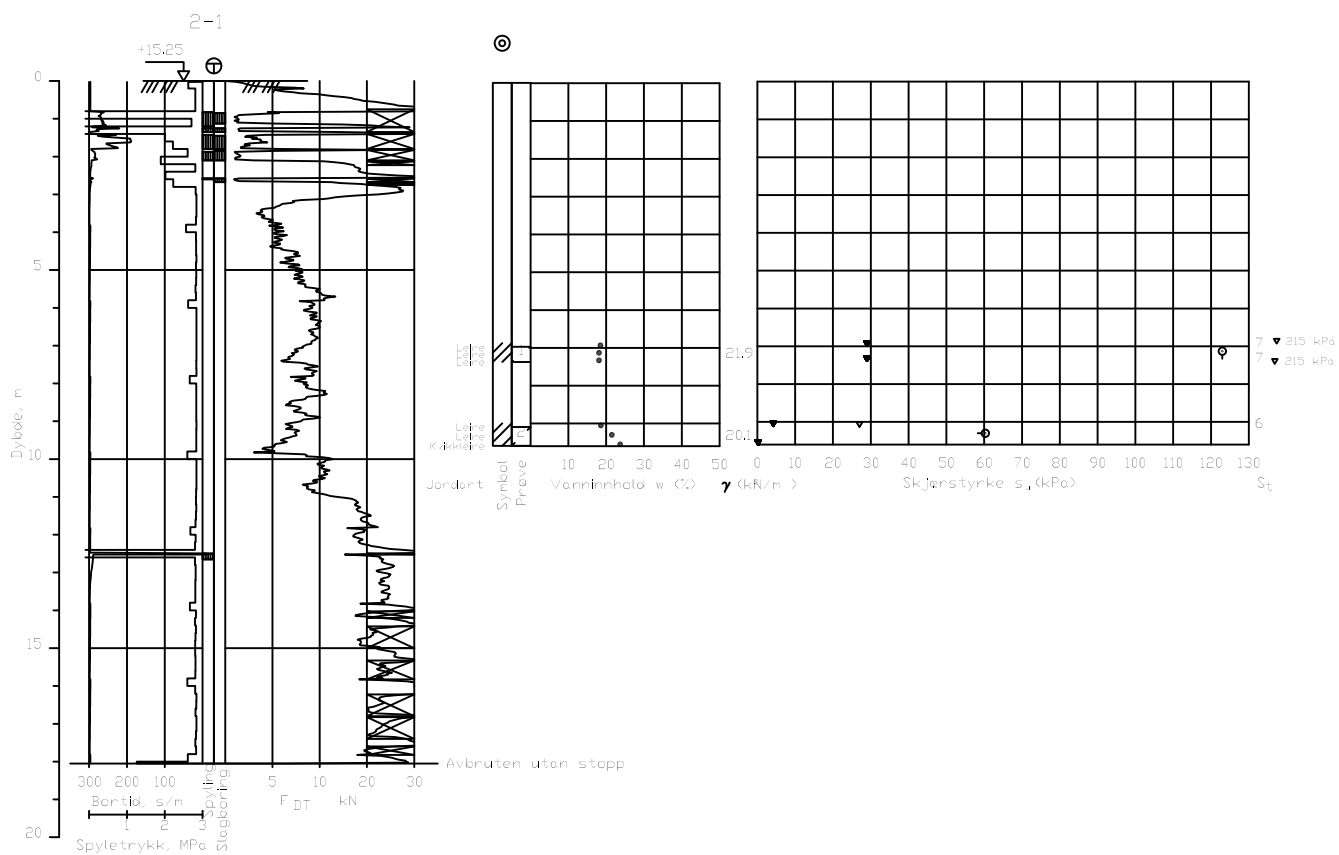 2-1
+15.25
0
5
10
15
20
Dybde, m
300 200 100
Bortid, s/m
1 2 3
Spyletrykk, MPa
Spyling
Slagboring
5 10 20 30
F DT kN
Avbruten utan stopp
Leire
Leire
Leire
1
21.9
Leire
Leire
Kvikkleire
2
20.1
Jordart
Symbol
Prøve
10 20 30 40 50
Vanninnhold w (%)
γ (kN/m )
0 10 20 30 40 50 60 70 80 90 100 110 120 130
Skjærstyrke s (kPa)
7 215 kPa
7 215 kPa
6
St